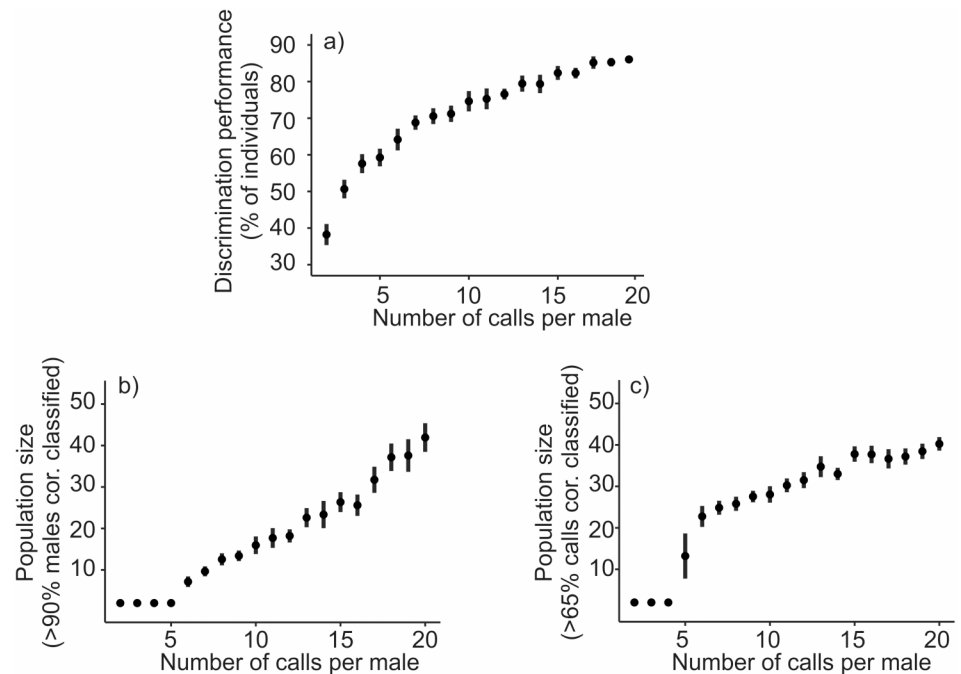 a)
Discrimination performance
(% of individuals)
90
80
70
60
50
40
30
5 10 15 20
Number of calls per male
b)
Population size
(>90% males cor. classified)
50
40
30
20
10
5 10 15 20
Number of calls per male
c)
Population size
(>65% calls cor. classified)
50
40
30
20
10
5 10 15 20
Number of calls per male